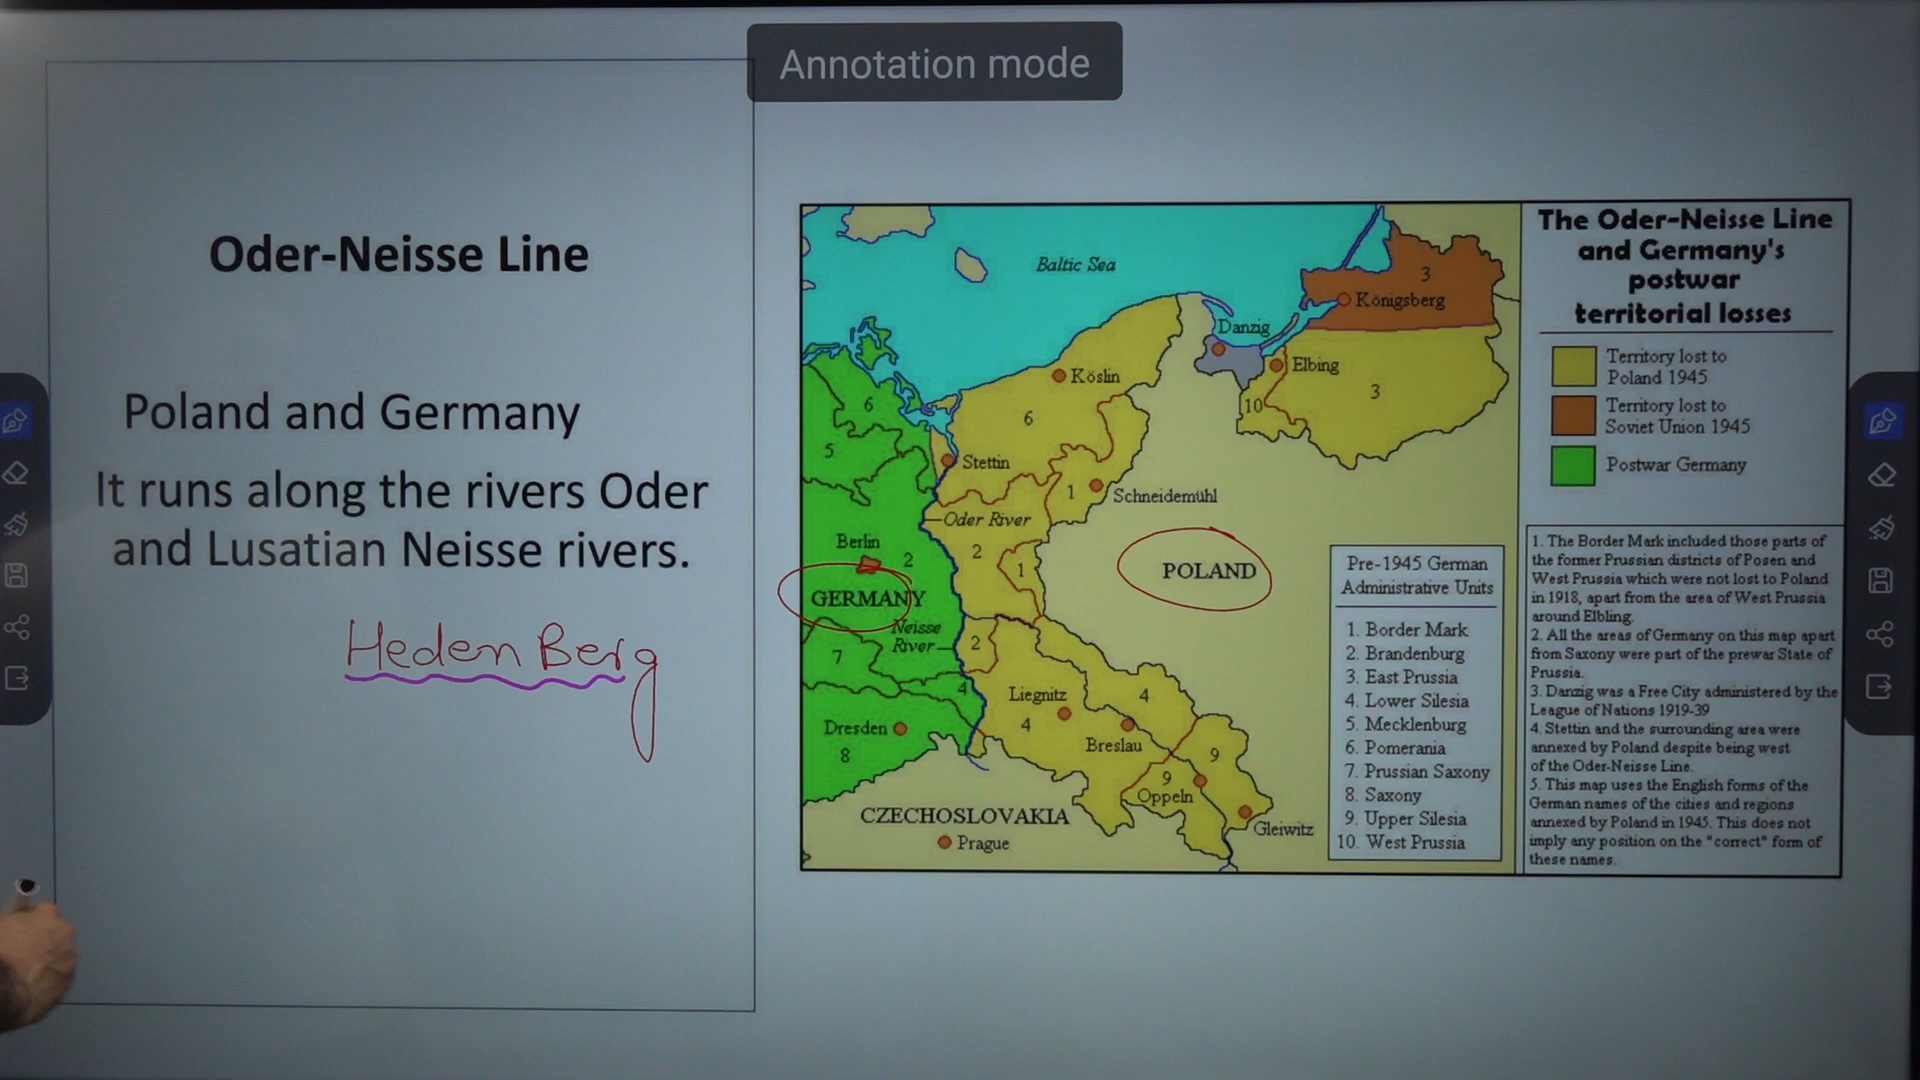 Annotation mode
Oder-Neisse Line
Poland and Germany
It runs along the rivers Oder
and Lusatian Neisse rivers.
Heden Berg
Baltic Sea
3
Königsberg
Danzig
Elbing
3
10
Köslin
6
6
5
Stettin
1
Schneidemühl
Oder River
Berlin
2
2
1
POLAND
GERMANY
Neisse
River
2
7
4
Liegnitz
4
4
Dresden
Breslau
8
9
9
Oppeln
CZECHOSLOVAKIA
Gleiwitz
Prague
Pre-1945 German
Administrative Units
1. Border Mark
2. Brandenburg
3. East Prussia
4. Lower Silesia
5. Mecklenburg
6. Pomerania
7. Prussian Saxony
8. Saxony
9. Upper Silesia
10. West Prussia
The Oder-Neisse Line
and Germany's
postwar
territorial losses
Territory lost to
Poland 1945
Territory lost to
Soviet Union 1945
Postwar Germany
1. The Border Mark included those parts of
the former Prussian districts of Posen and
West Prussia which were not lost to Poland
in 1918, apart from the area of West Prussia
around Elbling.
2. All the areas of Germany on this map apart
from Saxony were part of the prewar State of
Prussia.
3. Danzig was a Free City administered by the
League of Nations 1919-39
4. Stettin and the surrounding area were
annexed by Poland despite being west
of the Oder-Neisse Line.
5. This map uses the English forms of the
German names of the cities and regions
annexed by Poland in 1945. This does not
imply any position on the "correct" form of
these names.